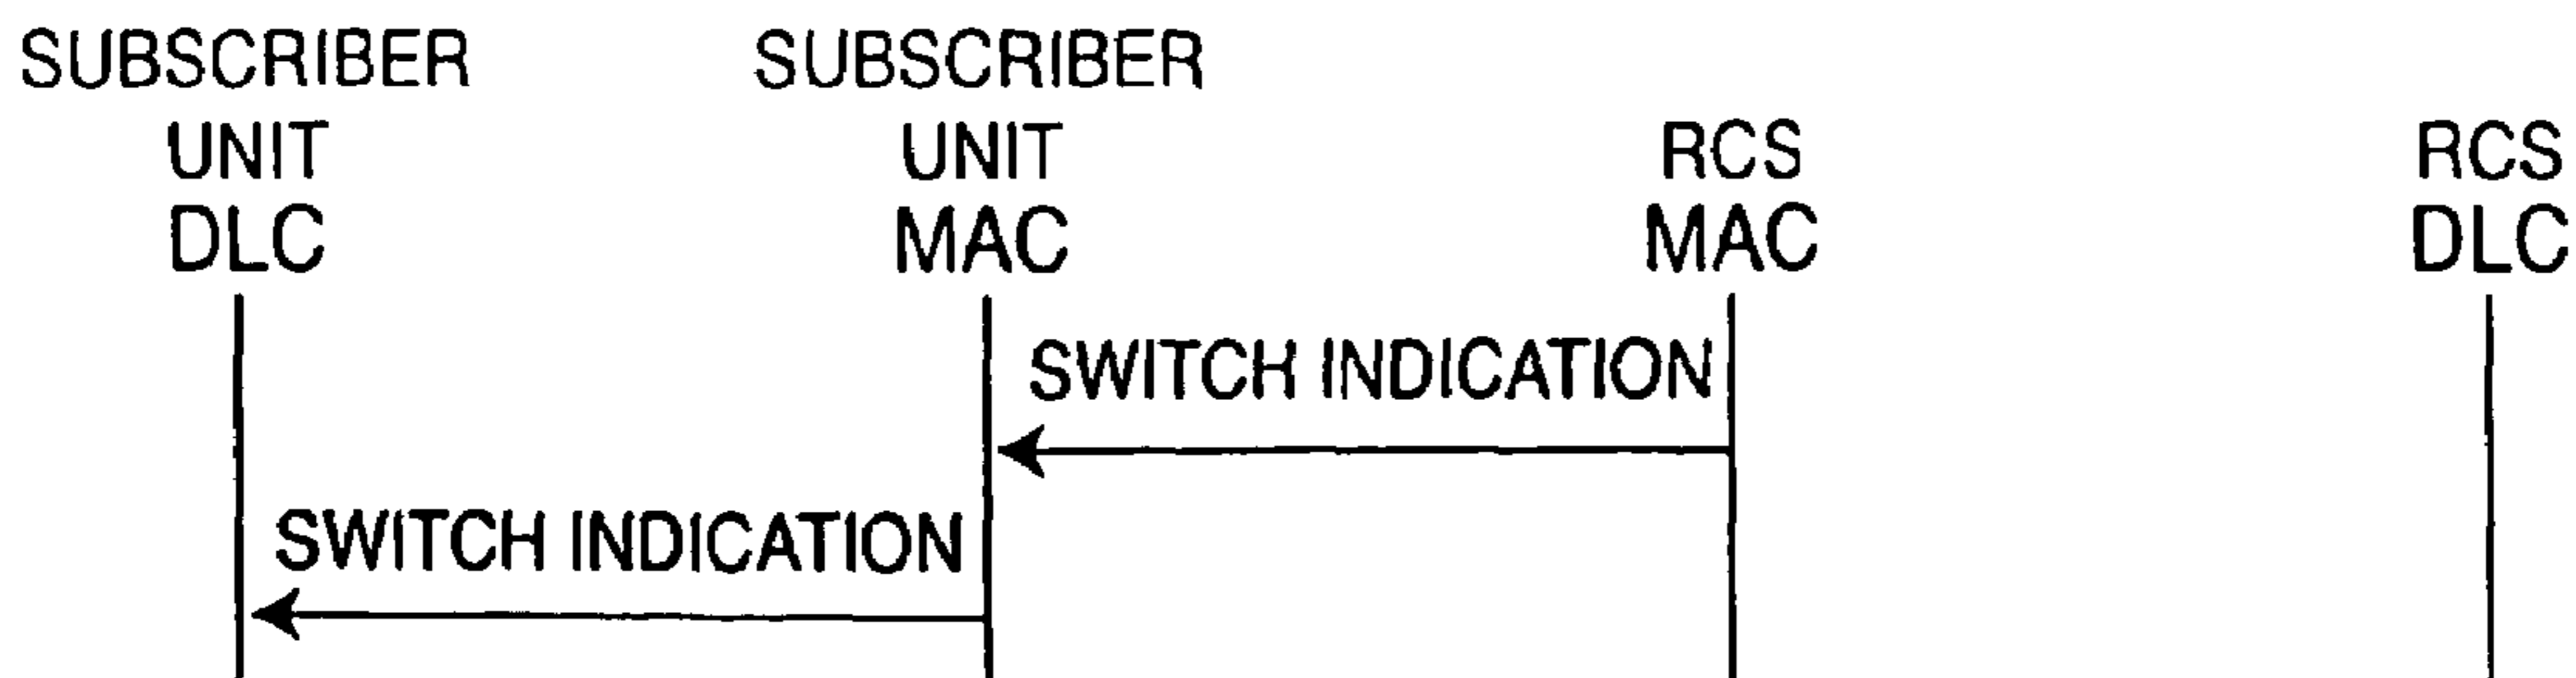 SUBSCRIBER
UNIT
DLC
SUBSCRIBER
UNIT
MAC
RCS
MAC
RCS
DLC
SWITCH INDICATION
SWITCH INDICATION